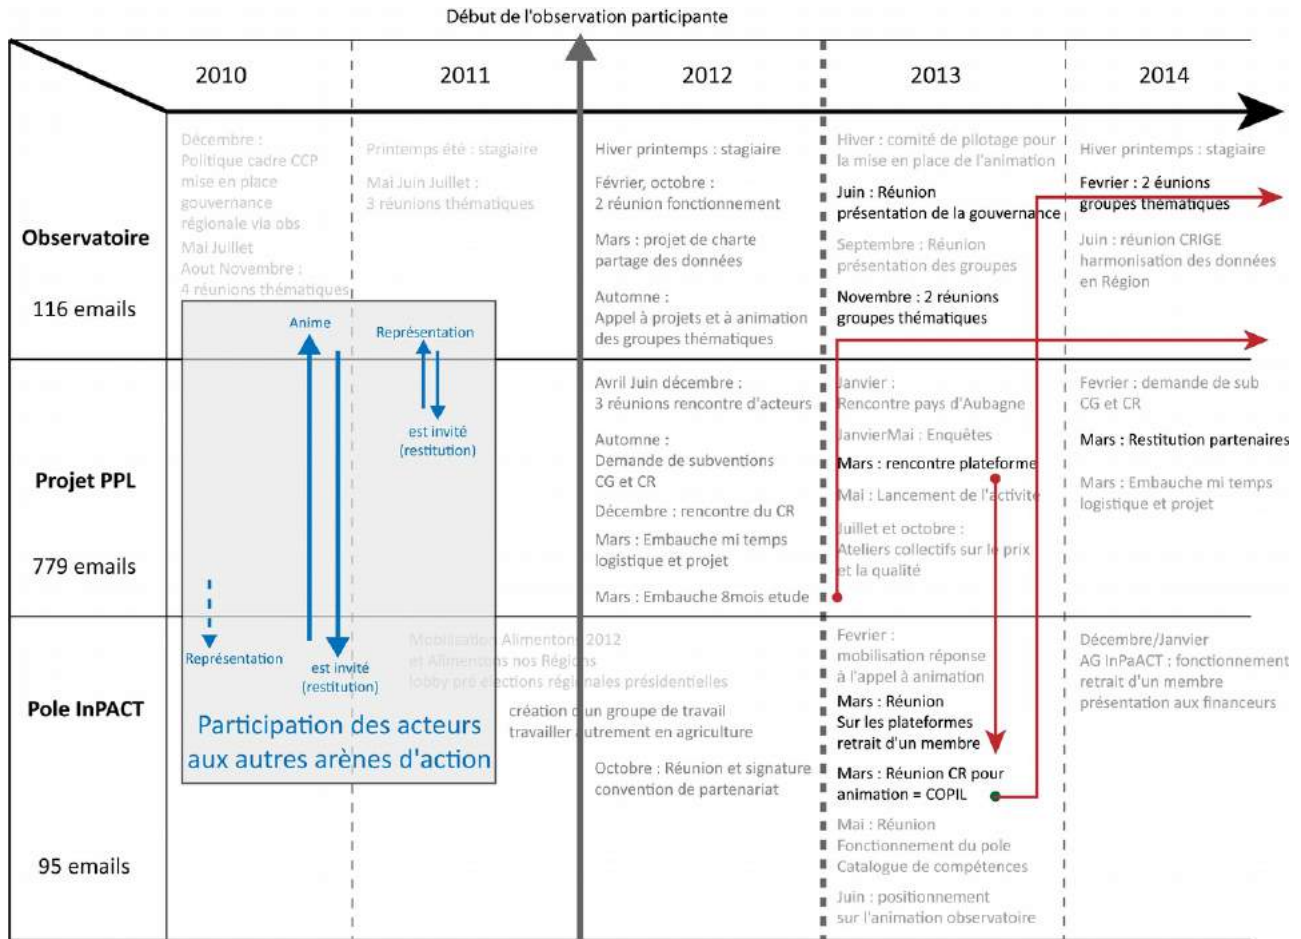 Début de l'observation participante
2010
2011
2012
2013
2014
Observatoire
116 emails
Décembre :
Politique cadre CCP
mise en place
gouvernance
régionale via obs.
Mai Juillet
Aout Novembre :
4 réunions thématiques
Printemps été : stagiaire
Mai Juin Juillet :
3 réunions thématiques
Hiver printemps : stagiaire
Février, octobre :
2 réunion fonctionnement
Mars : projet de charte
partage des données
Automne :
Appel à projets et à animation
des groupes thématiques
Hiver : comité de pilotage pour
la mise en place de l'animation
Juin : Réunion
présentation de la gouvernance
Septembre : Réunion
présentation des groupes
Novembre : 2 réunions
groupes thématiques
Hiver printemps : stagiaire
Fevrier : 2 éunions
groupes thématiques
Juin : réunion CRIGE
harmonisation des données
en Région
Projet PPL
779 emails
Avril Juin décembre :
3 réunions rencontre d'acteurs
Automne :
Demande de subventions
CG et CR
Décembre : rencontre du CR
Mars : Embauche mi temps
logistique et projet
Mars : Embauche 8mois etude
Janvier :
Rencontre pays d'Aubagne
JanvierMai : Enquêtes
Mars : rencontre plateforme
Mai : Lancement de l'activité
Juillet et octobre :
Ateliers collectifs sur le prix
et la qualité
Fevrier : demande de sub
CG et CR
Mars : Restitution partenaires
Mars : Embauche mi temps
logistique et projet
Pole InPACT
95 emails
Mobilisation Alimentons 2012
et Alimentons nos Régions
lobby pré élections régionales présidentielles
création d'un groupe de travail
travailler autrement en agriculture
Octobre : Réunion et signature
convention de partenariat
Fevrier :
mobilisation réponse
à l'appel à animation
Mars : Réunion
Sur les plateformes
retrait d'un membre
Mars : Réunion CR pour
animation = COPIL
Mai : Réunion
Fonctionnement du pole
Catalogue de compétences
Juin : positionnement
sur l'animation observatoire
Décembre/Janvier
AG InPaACT : fonctionnement
retrait d'un membre
présentation aux financeurs
Anime
Représentation
est invité
(restitution)
Représentation
est invité
(restitution)
Participation des acteurs
aux autres arènes d'action